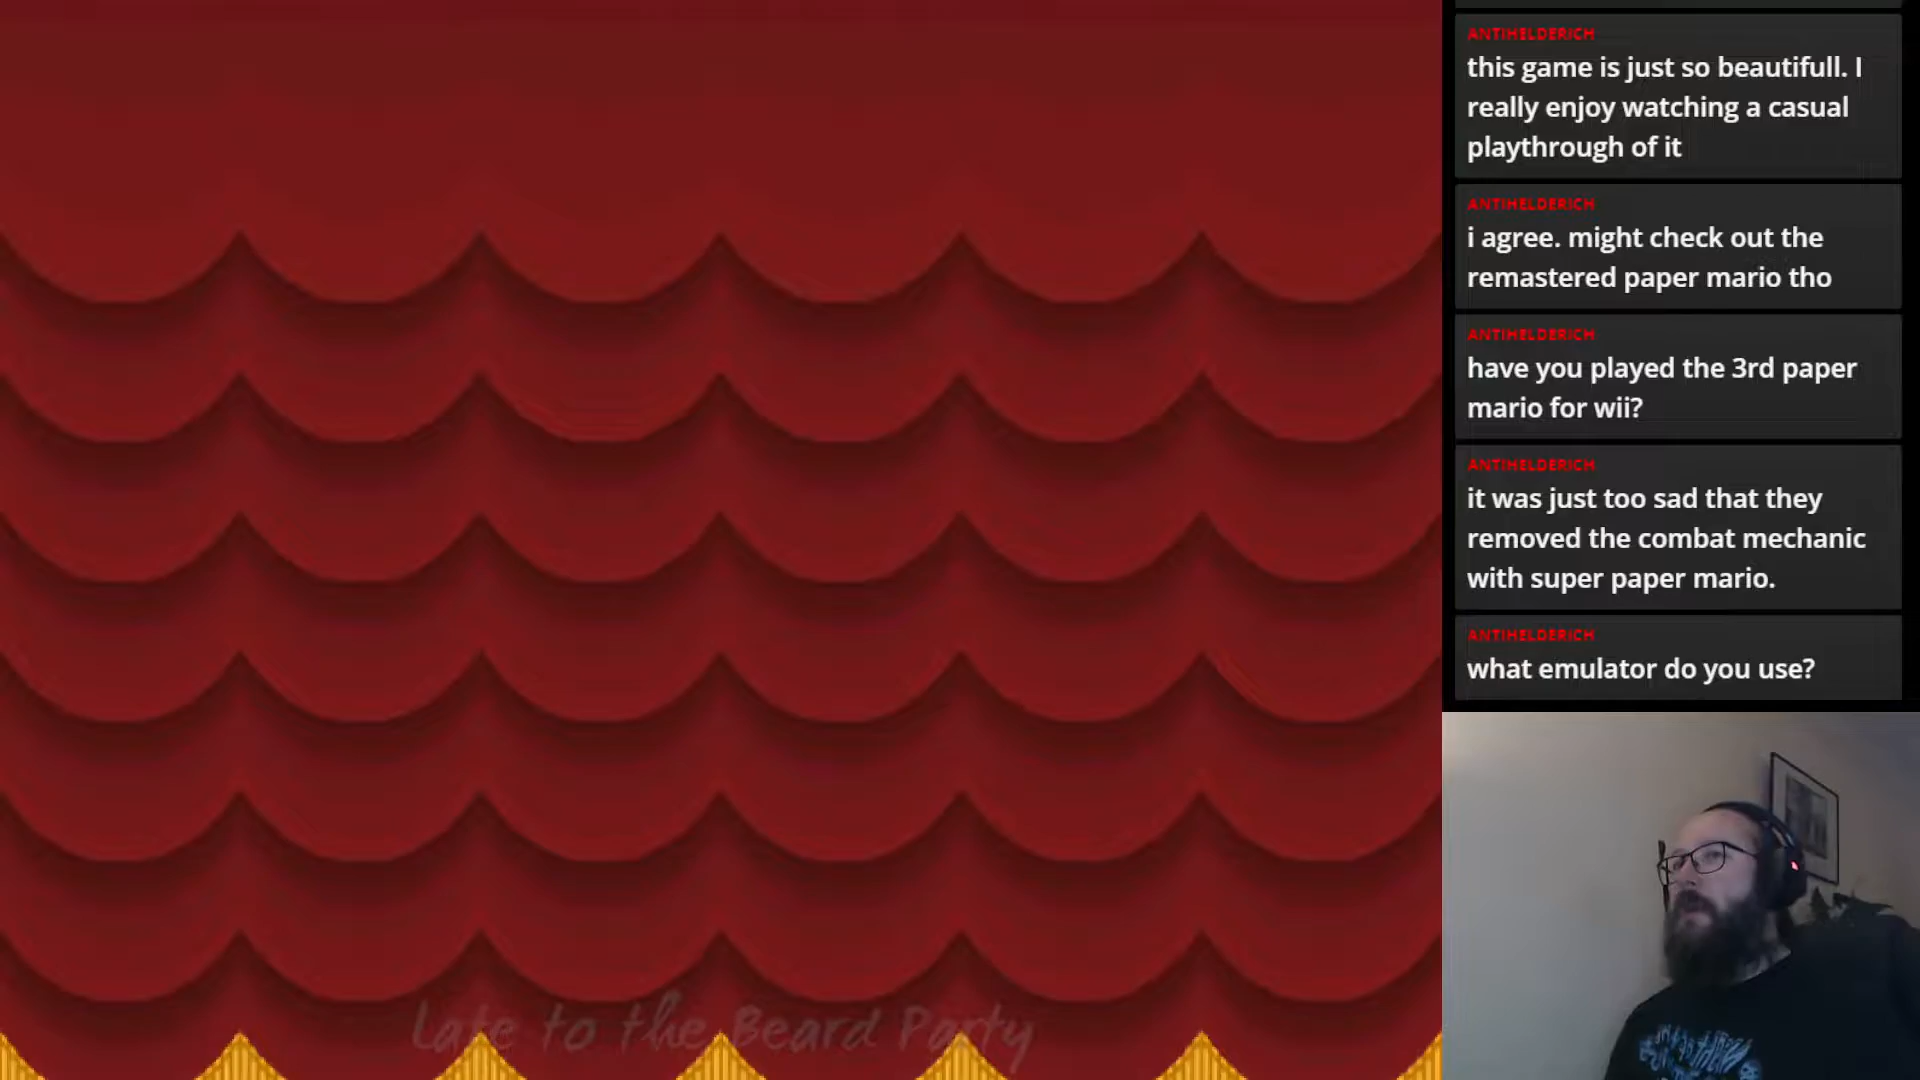 ANTIHELDERICH
this game is just so beautifull. I
really enjoy watching a casual
playthrough of it
ANTIHELDERICH
i agree. might check out the
remastered paper mario tho
ANTIHELDERICH
have you played the 3rd paper
mario for wii?
ANTIHELDERICH
it was just too sad that they
removed the combat mechanic
with super paper mario.
ANTIHELDERICH
what emulator do you use?
Late to the Beard Party